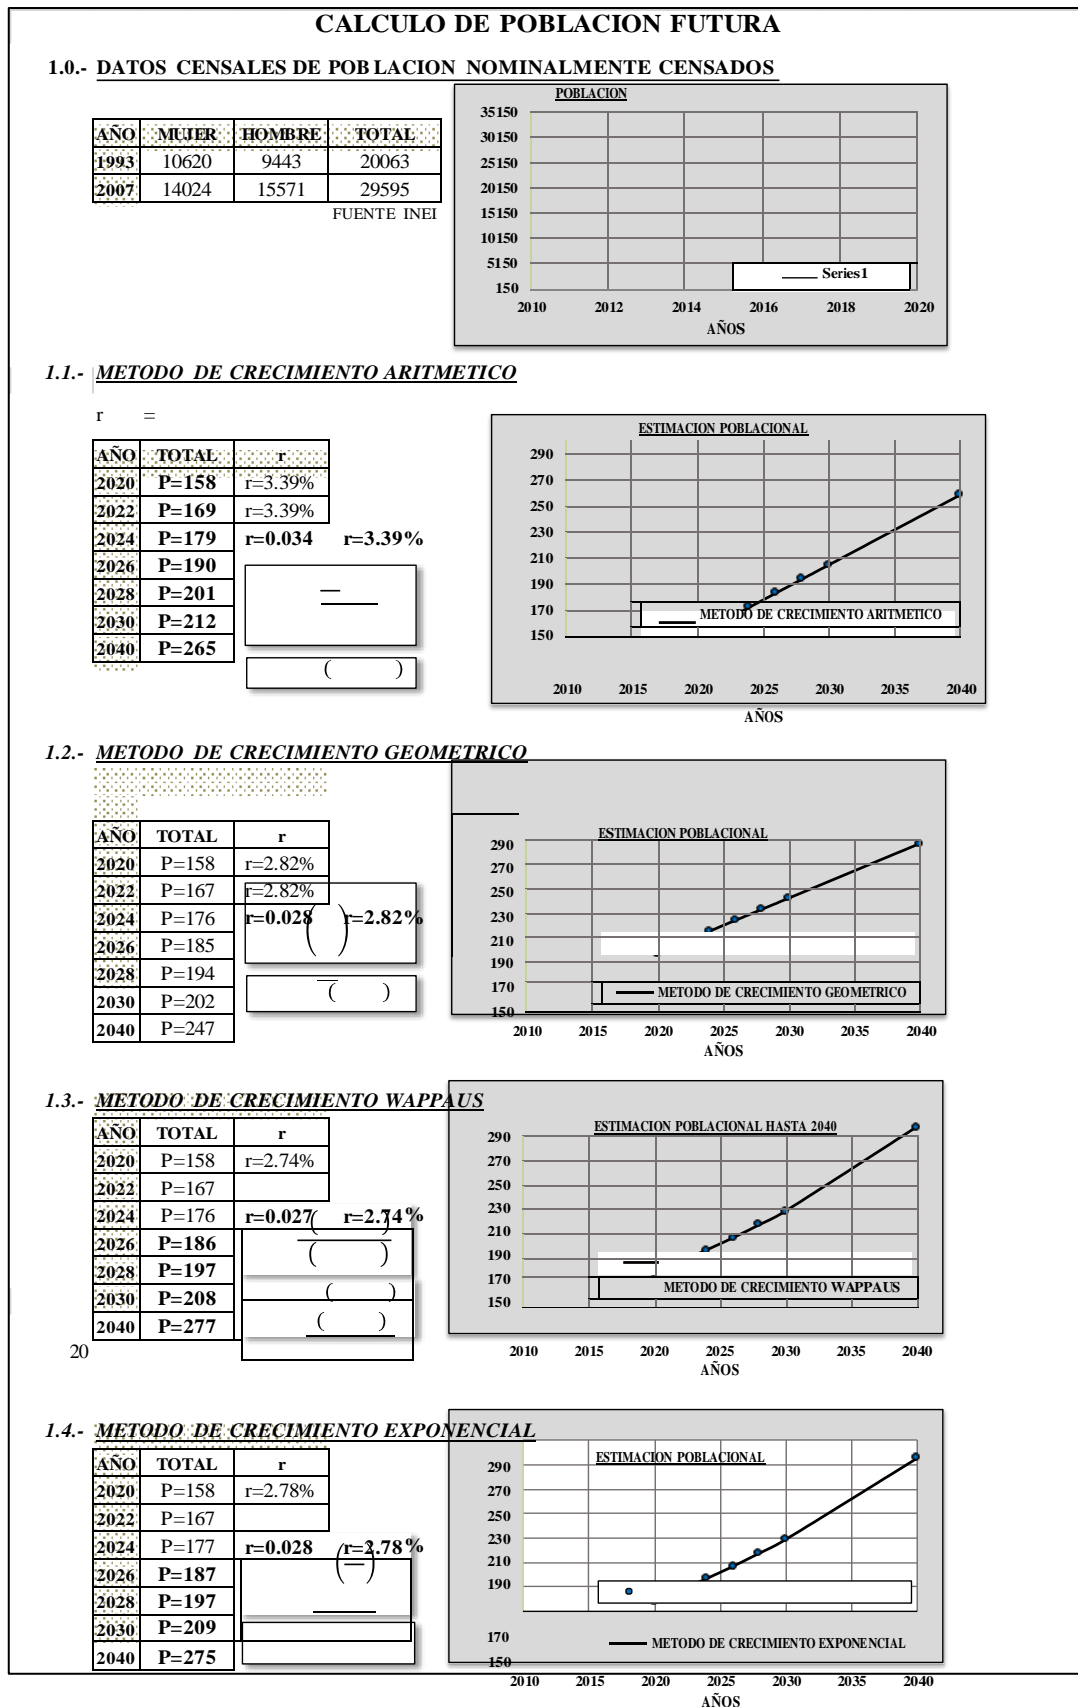 CALCULO DE POBLACION FUTURA
1.0.- DATOS CENSALES DE POBLACION NOMINALMENTE CENSADOS
AÑO MUJER HOMBRE TOTAL
1993 10620 9443 20063
2007 14024 15571 29595
FUENTE INEI
POBLACION
35150
30150
25150
20150
15150
10150
5150
150
Series1
2010 2012 2014 2016 2018 2020
AÑOS
1.1.- METODO DE CRECIMIENTO ARITMETICO
r =
AÑO TOTAL r
2020 P=158 r=3.39%
2022 P=169 r=3.39%
2024 P=179 r=0.034 r=3.39%
2026 P=190
2028 P=201
2030 P=212
2040 P=265
( )
ESTIMACION POBLACIONAL
290
270
250
230
210
190
170
150
METODO DE CRECIMIENTO ARITMETICO
2010 2015 2020 2025 2030 2035 2040
AÑOS
1.2.- METODO DE CRECIMIENTO GEOMETRICO
AÑO TOTAL r
2020 P=158 r=2.82%
2022 P=167 r=2.82%
2024 P=176 r=0.028 r=2.82%
2026 P=185
2028 P=194
2030 P=202
2040 P=247
( )
( )
ESTIMACION POBLACIONAL
290
270
250
230
210
190
170
150
METODO DE CRECIMIENTO GEOMETRICO
2010 2015 2020 2025 2030 2035 2040
AÑOS
1.3.- METODO DE CRECIMIENTO WAPPAUS
AÑO TOTAL r
2020 P=158 r=2.74%
2022 P=167
2024 P=176 r=0.027 r=2.74%
2026 P=186
2028 P=197
2030 P=208
2040 P=277
20
( )
( )
( )
( )
ESTIMACION POBLACIONAL HASTA 2040
290
270
250
230
210
190
170
150
METODO DE CRECIMIENTO WAPPAUS
2010 2015 2020 2025 2030 2035 2040
AÑOS
1.4.- METODO DE CRECIMIENTO EXPONENCIAL
AÑO TOTAL r
2020 P=158 r=2.78%
2022 P=167
2024 P=177 r=0.028 r=2.78%
2026 P=187
2028 P=197
2030 P=209
2040 P=275
( )
ESTIMACION POBLACIONAL
290
270
250
230
210
190
170
150
METODO DE CRECIMIENTO EXPONENCIAL
2010 2015 2020 2025 2030 2035 2040
AÑOS